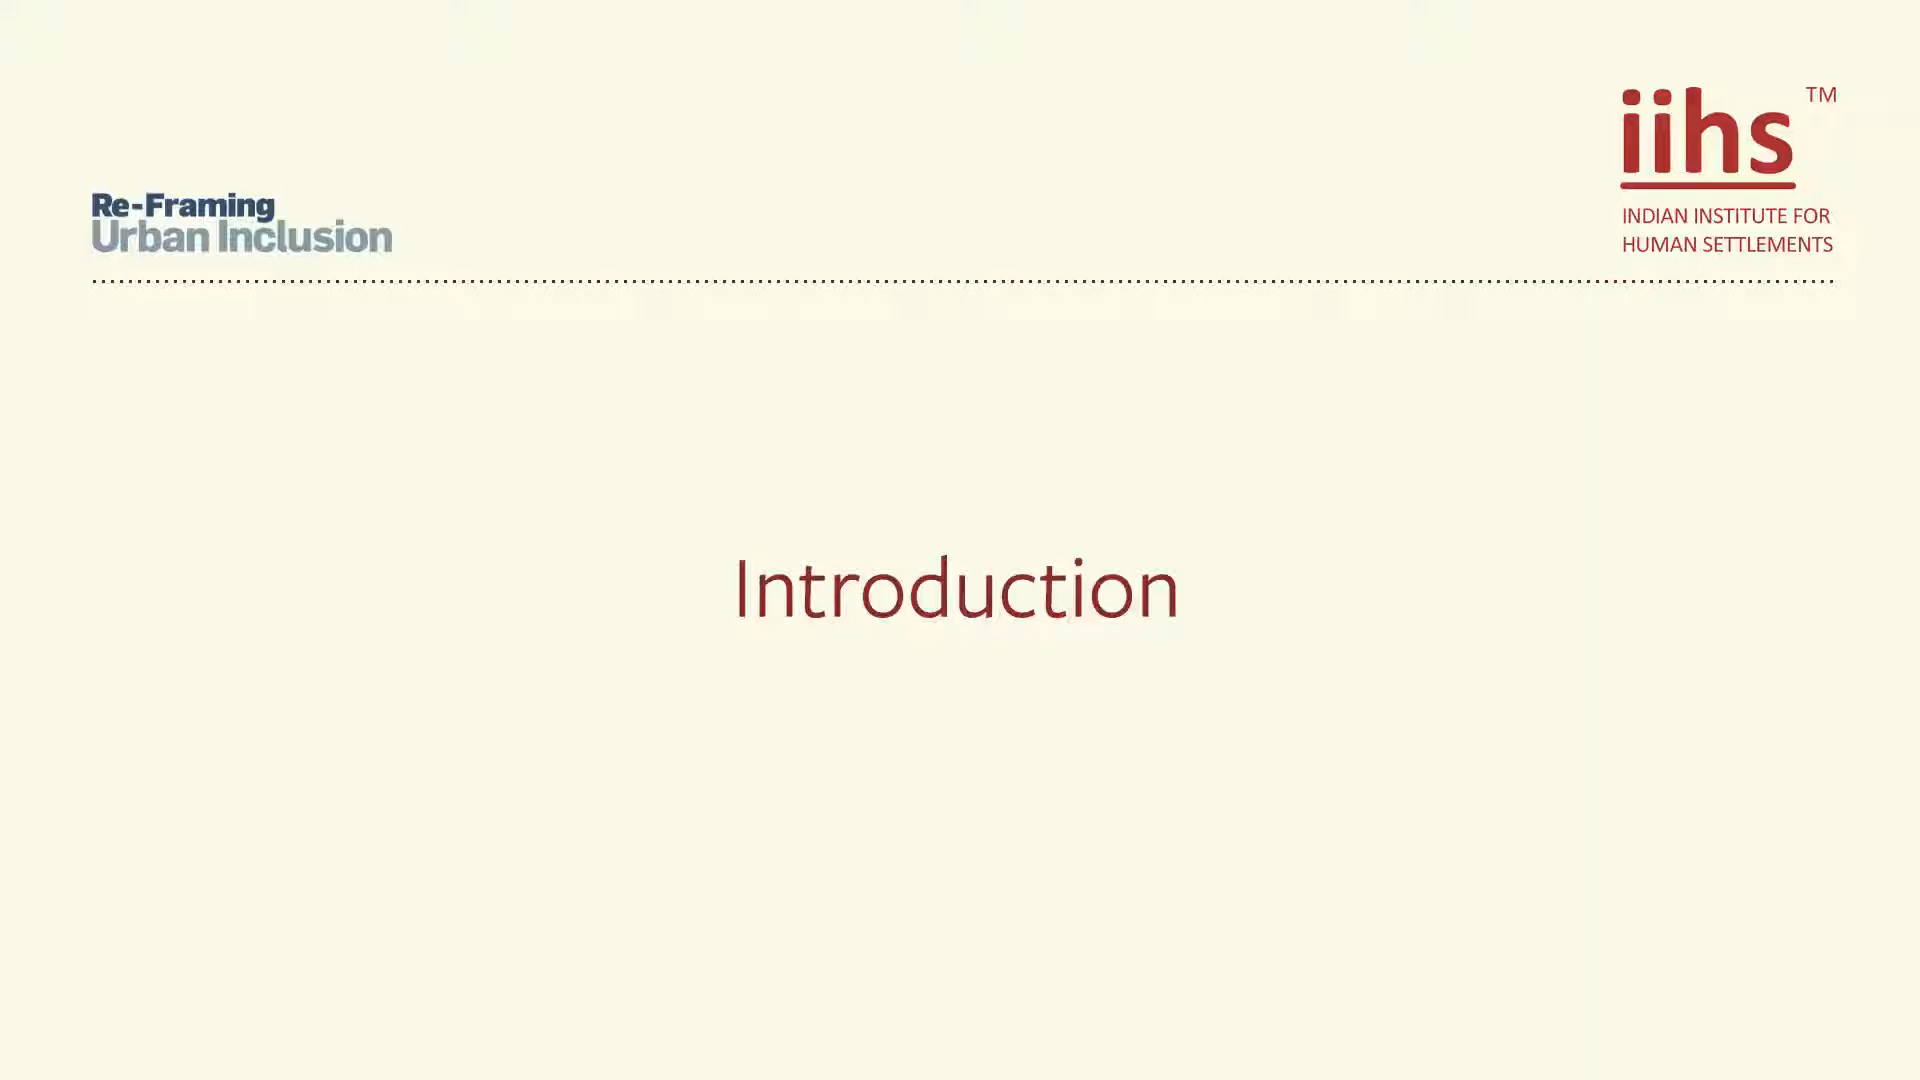 Re-Framing
Urban Inclusion
iihs™
INDIAN INSTITUTE FOR
HUMAN SETTLEMENTS
Introduction